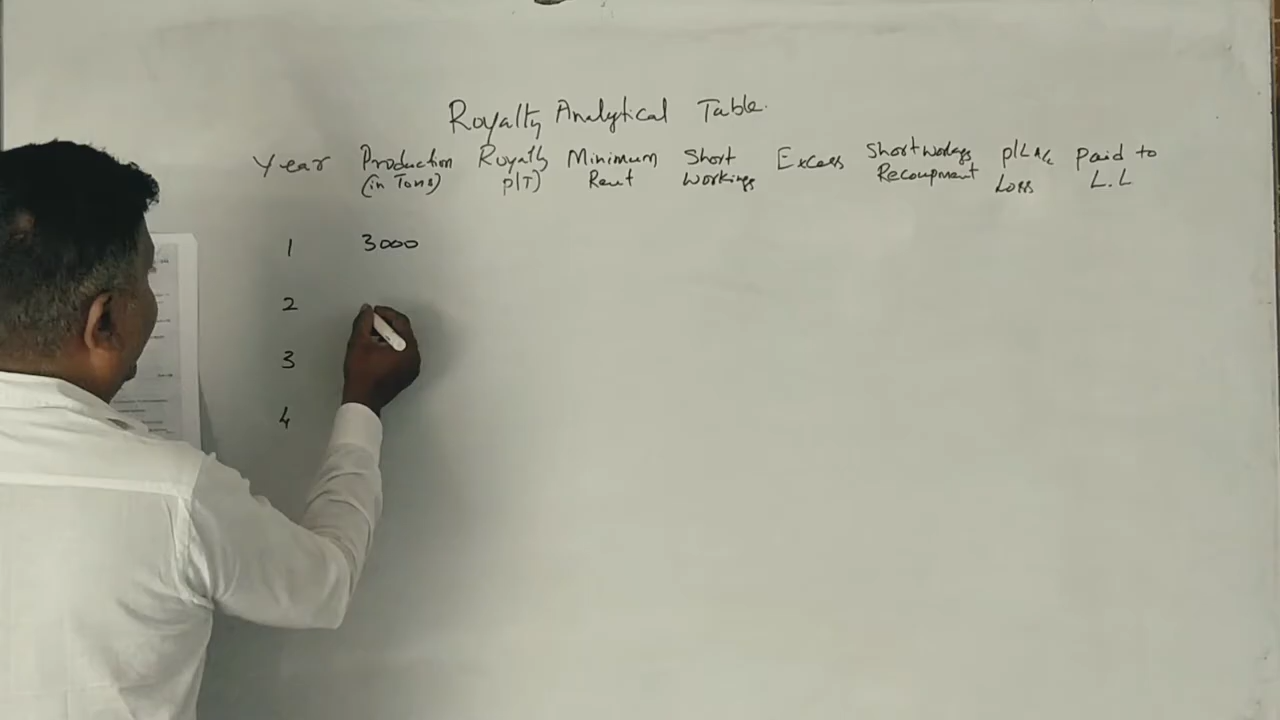 Royalty Analytical Table.
Year Production Royalty Minimum Short Excess Shortworkings P/L A/c Paid to
(in Tons) P(T) Rent Workings Recoupment Loss L.L
1 3000
2
3
4